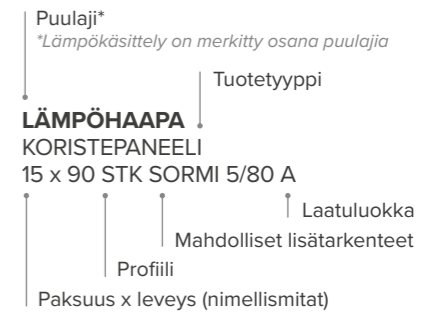 Puulaji*
*Lämpökäsittely on merkitty osana puulajia
Tuotetyyppi
LÄMPÖHAAPA
KORISTEPANEELI
15 x 90 STK SORMI 5/80 A
Laatuluokka
Mahdolliset lisätarkenteet
Profiili
Paksuus x leveys (nimellismitat)